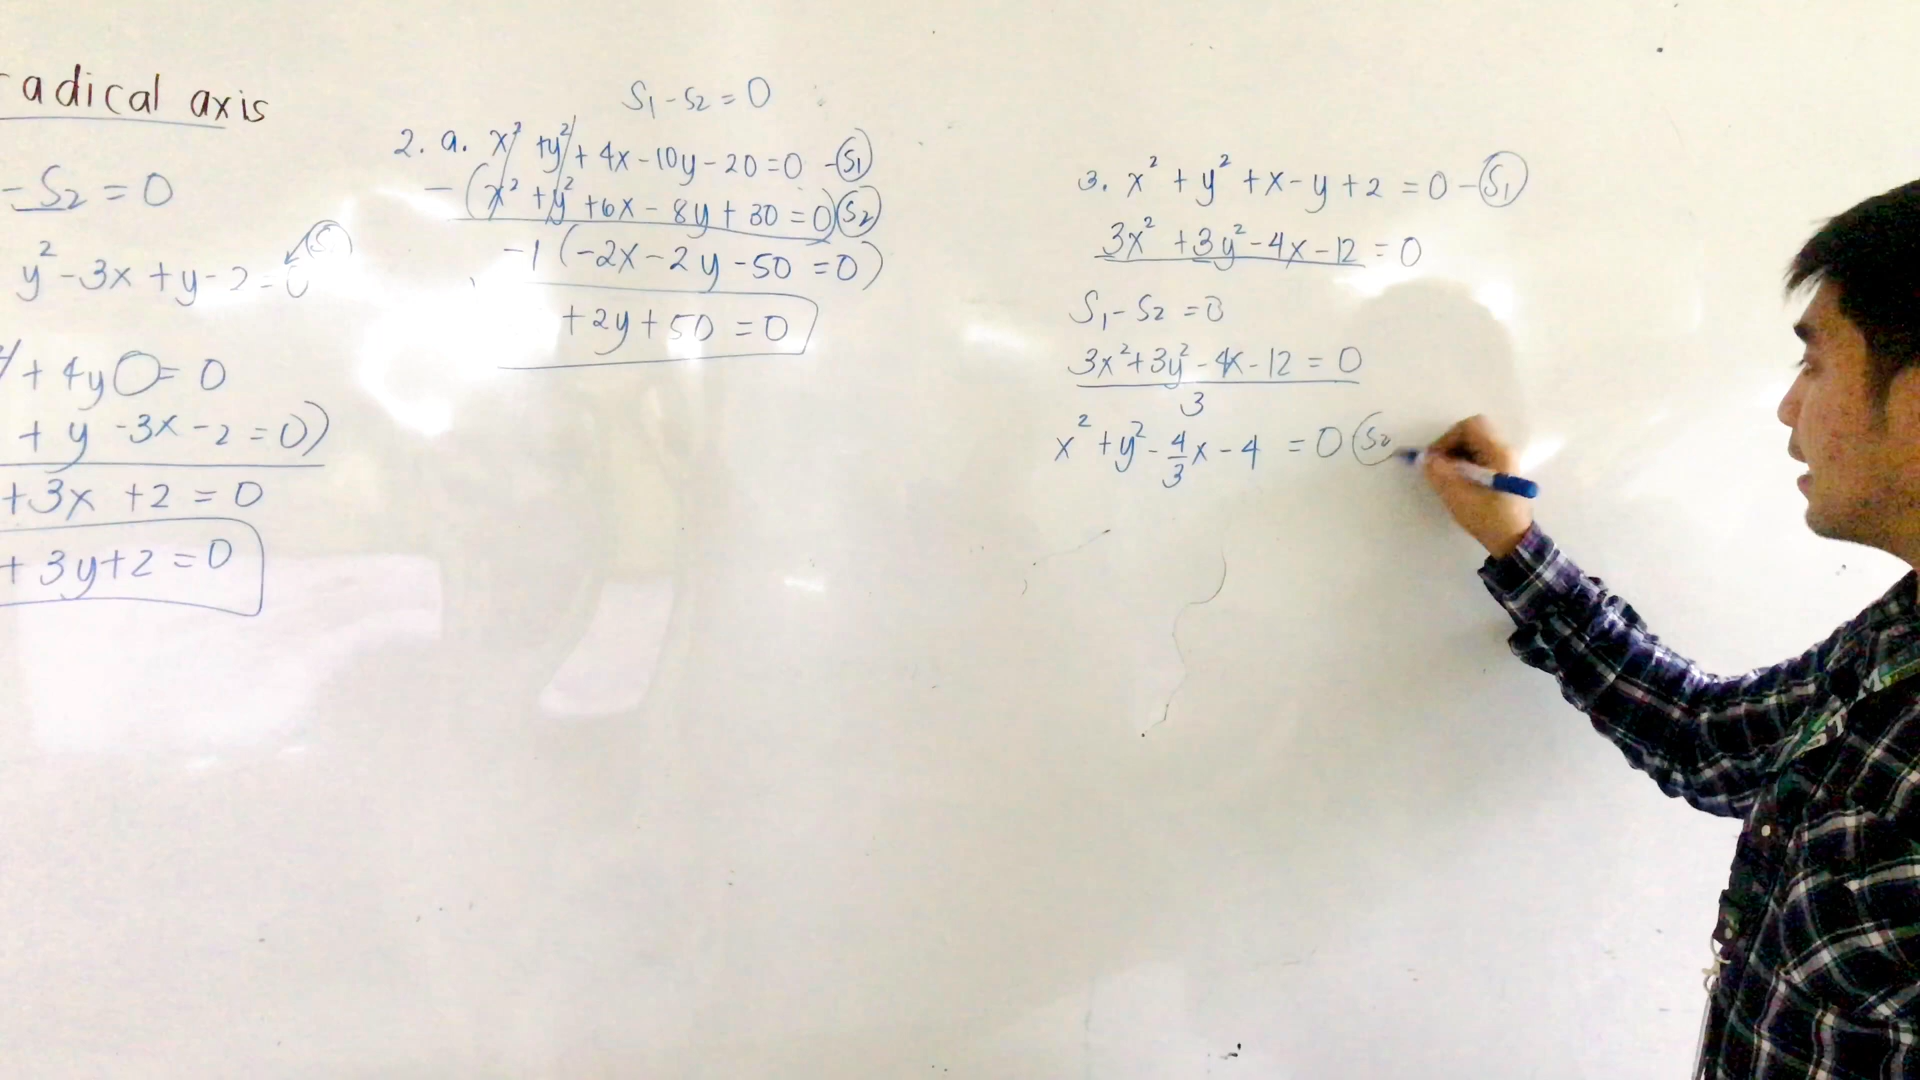 radical axis
- S₂ = 0
y² - 3x + y - 2 = 0
+ 4y = 0
+ y - 3x - 2 = 0)
+ 3x + 2 = 0
+ 3y + 2 = 0
S₁ - S₂ = 0
2. a. x² + y² + 4x - 10y - 20 = 0 - S₁
- (x² + y² + 6x - 8y + 30 = 0) S₂
-1 (-2x - 2y - 50 = 0)
+ 2y + 50 = 0
3. x² + y² + x - y + 2 = 0 - S₁
3x² + 3y² - 4x - 12 = 0
S₁ - S₂ = 0
3x² + 3y² - 4x - 12 = 0
3
x² + y² - 4/3 x - 4 = 0 S₂